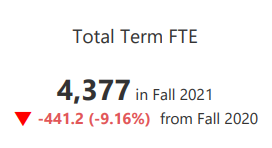 Total Term FTE
4,377 in Fall 2021
-441.2 (-9.16%) from Fall 2020